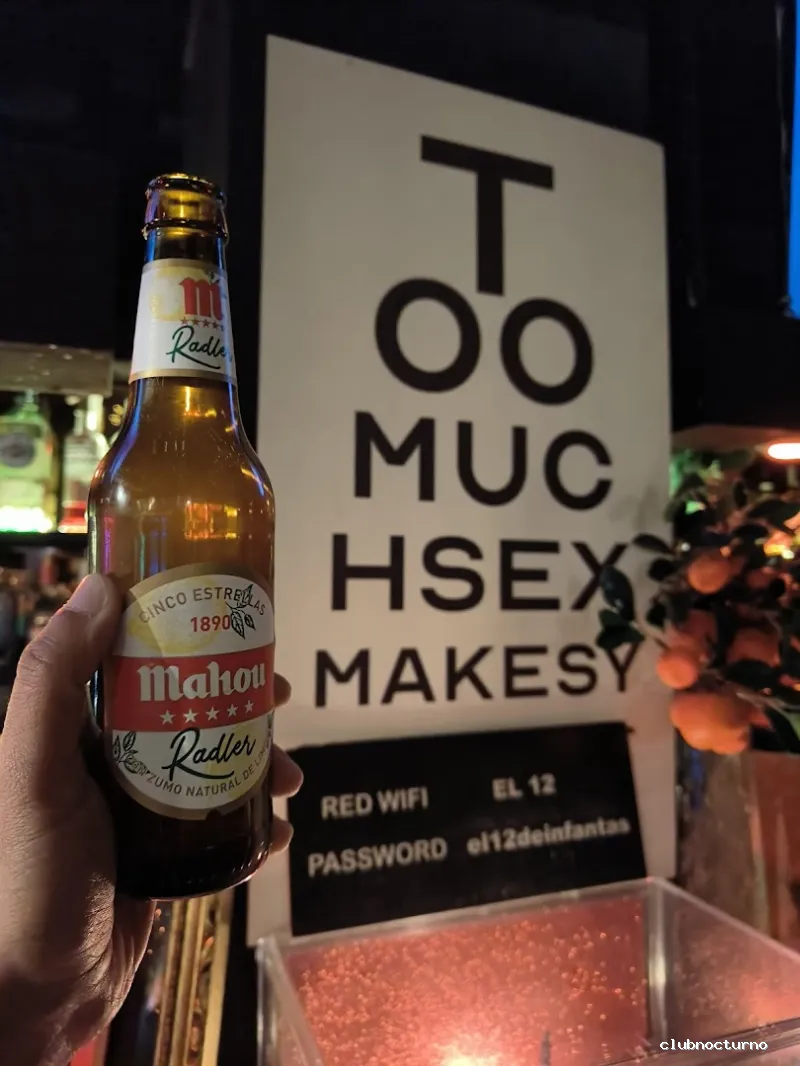 m
Radler
CINCO ESTRELLAS
1890
Mahou
Radler
ZUMO NATURAL DE
T
OO
MUC
HSEX
MAKESY
RED WIFI EL 12
PASSWORD el12deinfantas
clubnocturno